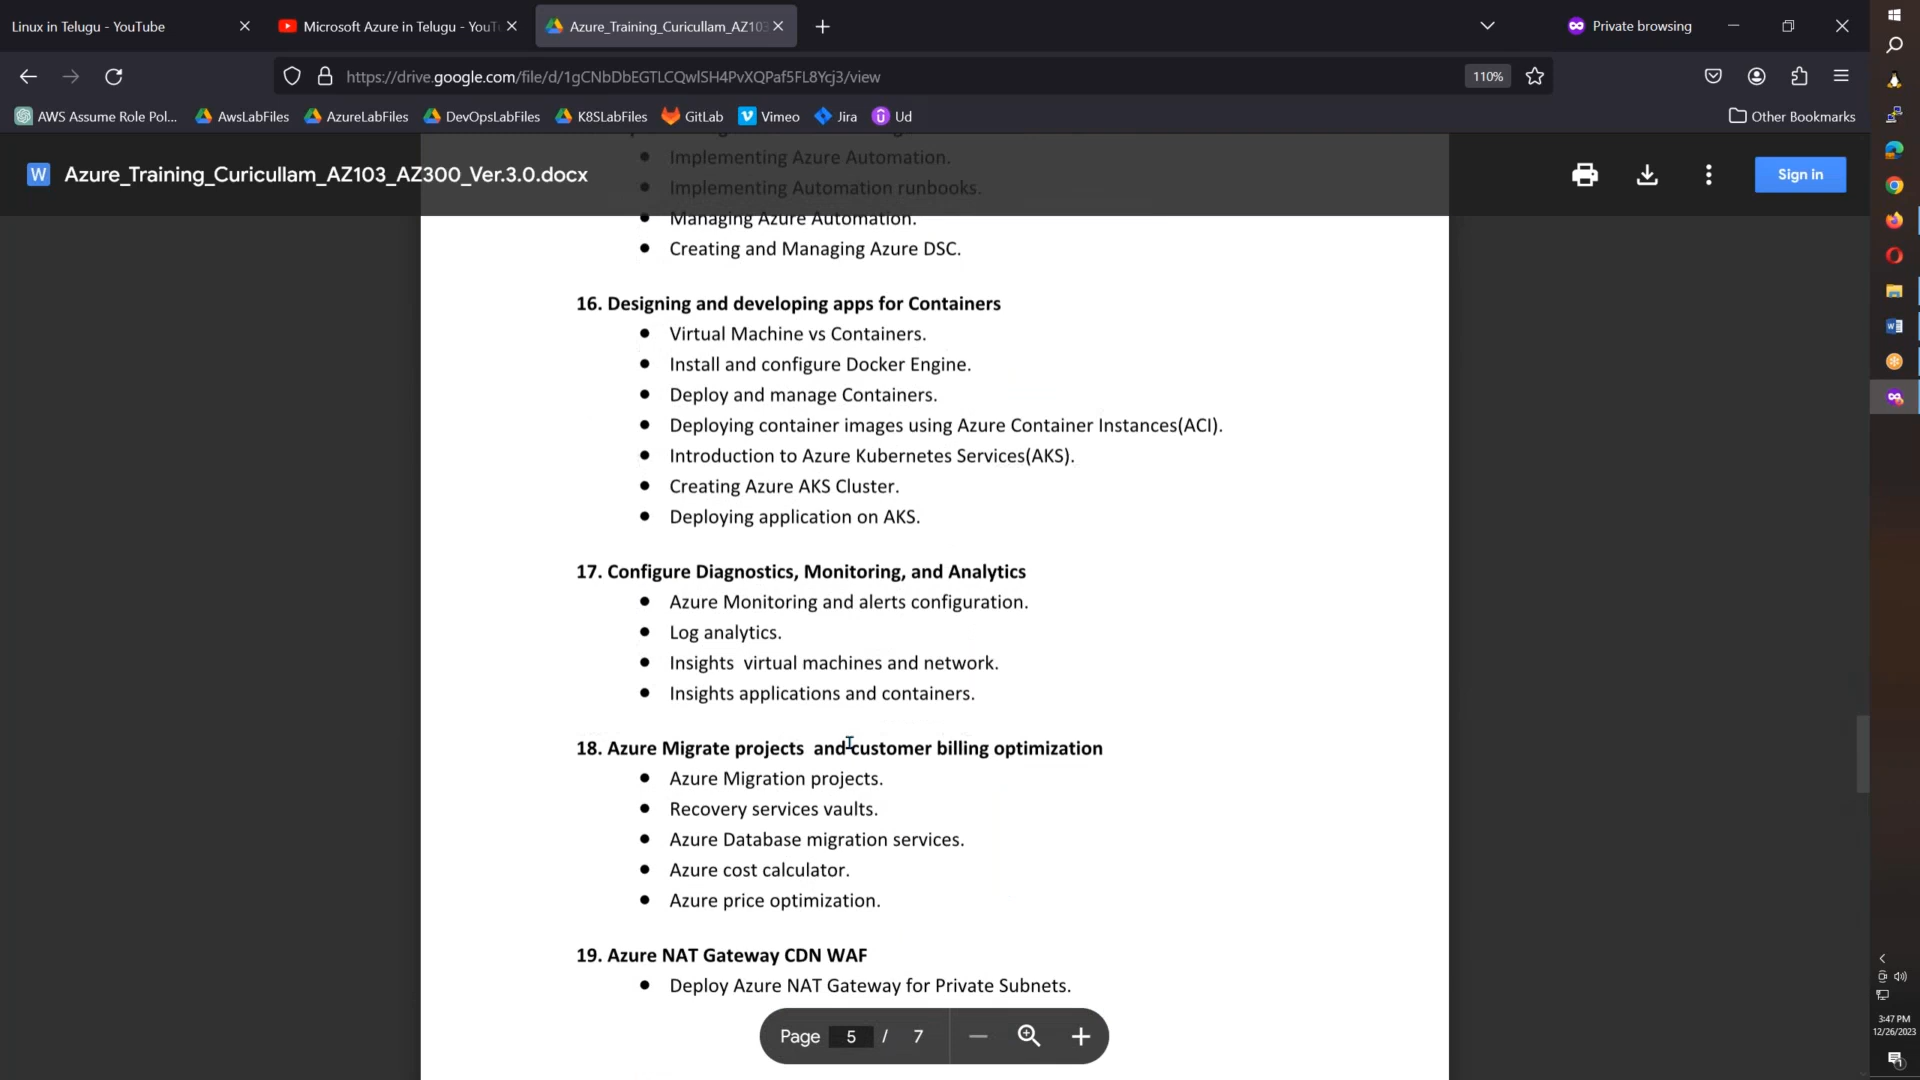 Linux in Telugu - YouTube
Microsoft Azure in Telugu - YouT
Azure_Training_Curicullam_AZ103
Private browsing
https://drive.google.com/file/d/1gCNbDbEGTLCQwlSH4PvXQPaf5FL8Ycj3/view
110%
AWS Assume Role Pol...
AwsLabFiles
AzureLabFiles
DevOpsLabFiles
K8SLabFiles
GitLab
Vimeo
Jira
Ud
Other Bookmarks
W
Azure_Training_Curicullam_AZ103_AZ300_Ver.3.0.docx
Sign in
• Implementing Azure Automation.
• Implementing Automation runbooks.
• Managing Azure Automation.
• Creating and Managing Azure DSC.
16. Designing and developing apps for Containers
• Virtual Machine vs Containers.
• Install and configure Docker Engine.
• Deploy and manage Containers.
• Deploying container images using Azure Container Instances(ACI).
• Introduction to Azure Kubernetes Services(AKS).
• Creating Azure AKS Cluster.
• Deploying application on AKS.
17. Configure Diagnostics, Monitoring, and Analytics
• Azure Monitoring and alerts configuration.
• Log analytics.
• Insights virtual machines and network.
• Insights applications and containers.
18. Azure Migrate projects and customer billing optimization
• Azure Migration projects.
• Recovery services vaults.
• Azure Database migration services.
• Azure cost calculator.
• Azure price optimization.
19. Azure NAT Gateway CDN WAF
• Deploy Azure NAT Gateway for Private Subnets.
Page 5 / 7
3:47 PM
12/26/2023